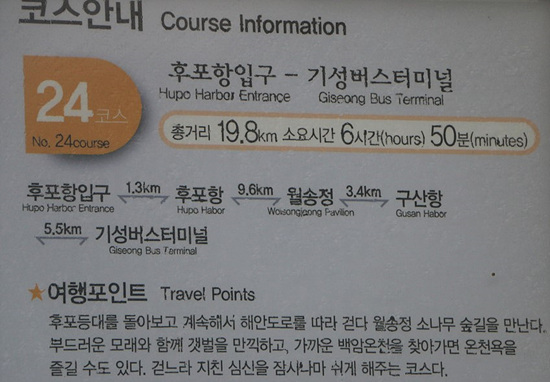 코스안내 Course Information
후포항입구 - 기성버스터미널
Hupo Harbor Entrance Giseong Bus Terminal
24코스
No. 24course
총거리 19.8km 소요시간 6시간(hours) 50분(minutes)
후포항입구 1.3km 후포항 9.6km 월송정 3.4km 구산항
Hupo Harbor Entrance Hupo Habor Wolsongjeong Pavilion Gusan Habor
5.5km 기성버스터미널
Giseong Bus Terminal
★여행포인트 Travel Points
후포등대를 돌아보고 계속해서 해안도로를 따라 걷다 월송정 소나무 숲길을 만난다.
부드러운 모래와 함께 갯벌을 만끽하고, 가까운 백암온천을 찾아가면 온천욕을
즐길 수도 있다. 걷느라 지친 심신을 잠시나마 쉬게 해주는 코스다.